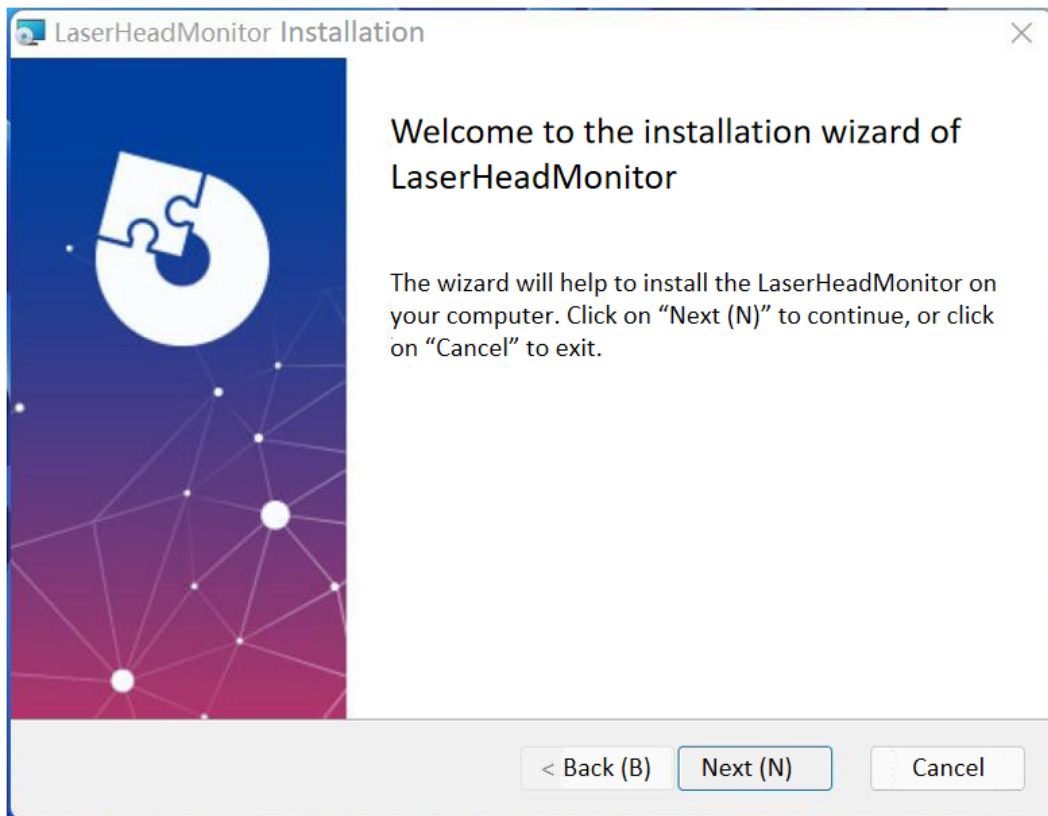 LaserHeadMonitor Installation
Welcome to the installation wizard of
LaserHeadMonitor
The wizard will help to install the LaserHeadMonitor on
your computer. Click on “Next (N)” to continue, or click
on “Cancel” to exit.
< Back (B) Next (N) Cancel